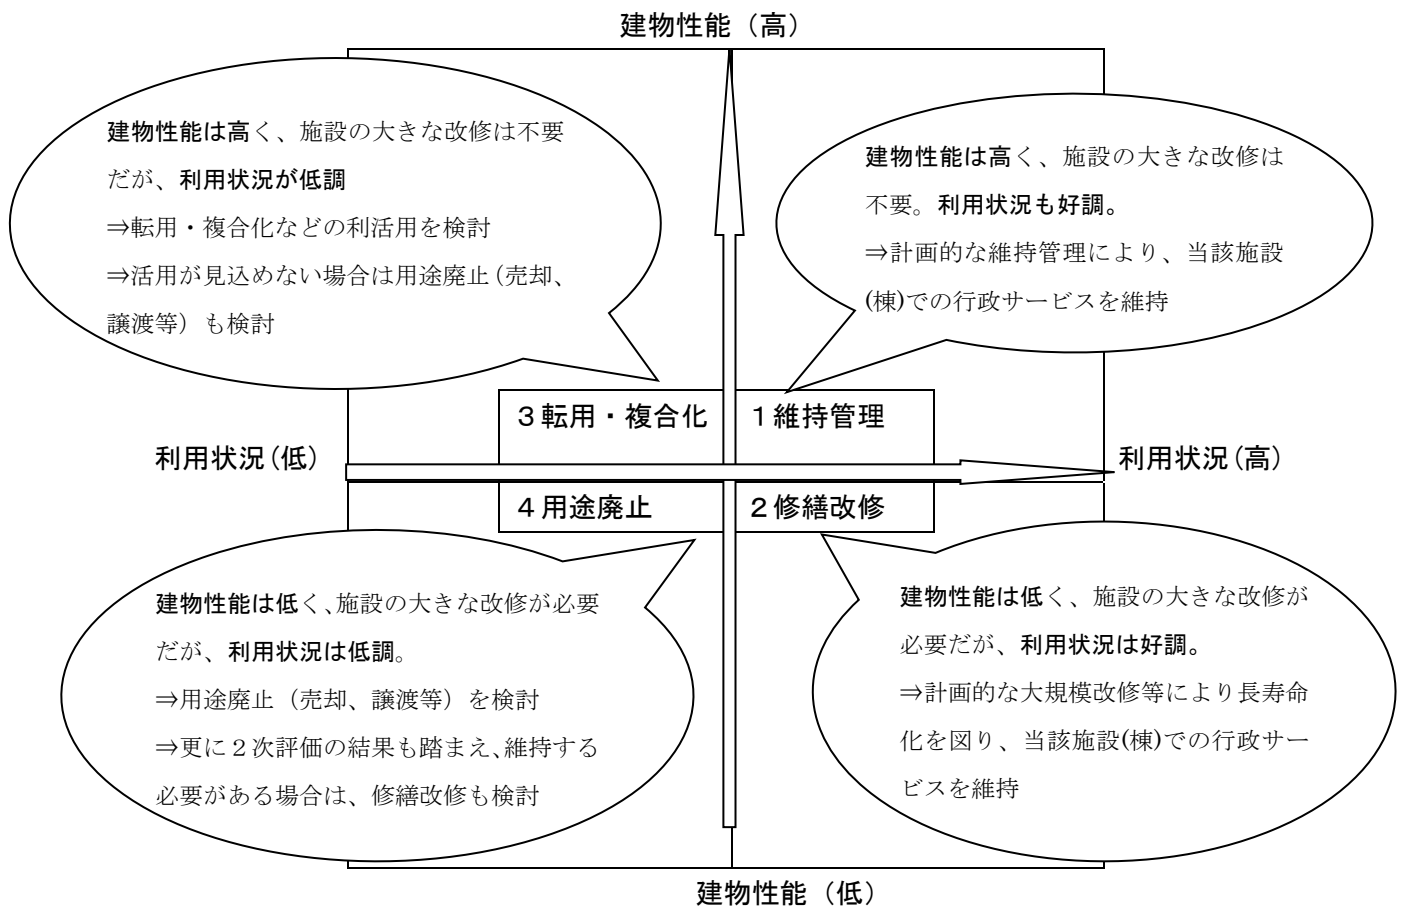 建物性能（高）
建物性能は高く、施設の大きな改修は不要
だが、利用状況が低調
⇒転用・複合化などの利活用を検討
⇒活用が見込めない場合は用途廃止（売却、
譲渡等）も検討
建物性能は高く、施設の大きな改修は
不要。利用状況も好調。
⇒計画的な維持管理により、当該施設
(棟)での行政サービスを維持
３転用・複合化
１維持管理
利用状況（低）
利用状況（高）
４用途廃止
２修繕改修
建物性能は低く、施設の大きな改修が必要
だが、利用状況は低調。
⇒用途廃止（売却、譲渡等）を検討
⇒更に２次評価の結果も踏まえ、維持する
必要がある場合は、修繕改修も検討
建物性能は低く、施設の大きな改修が
必要だが、利用状況は好調。
⇒計画的な大規模改修等により長寿命
化を図り、当該施設(棟)での行政サー
ビスを維持
建物性能（低）